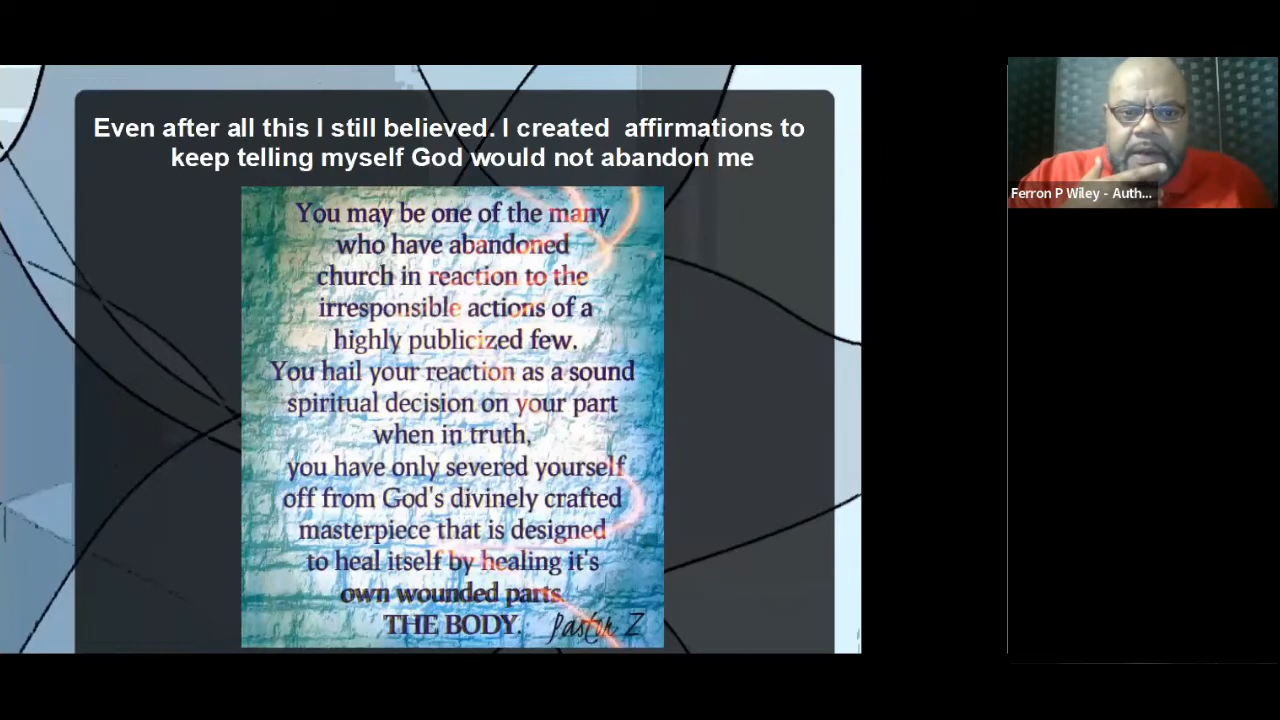 Even after all this I still believed. I created  affirmations to
keep telling myself God would not abandon me
You may be one of the many
who have abandoned
church in reaction to the
irresponsible actions of a
highly publicized few.
You hail your reaction as a sound
spiritual decision on your part
when in truth,
you have only severed yourself
off from God's divinely crafted
masterpiece that is designed
to heal itself by healing it's
own wounded parts.
THE BODY.
Pastor Z
Ferron P Wiley - Auth...